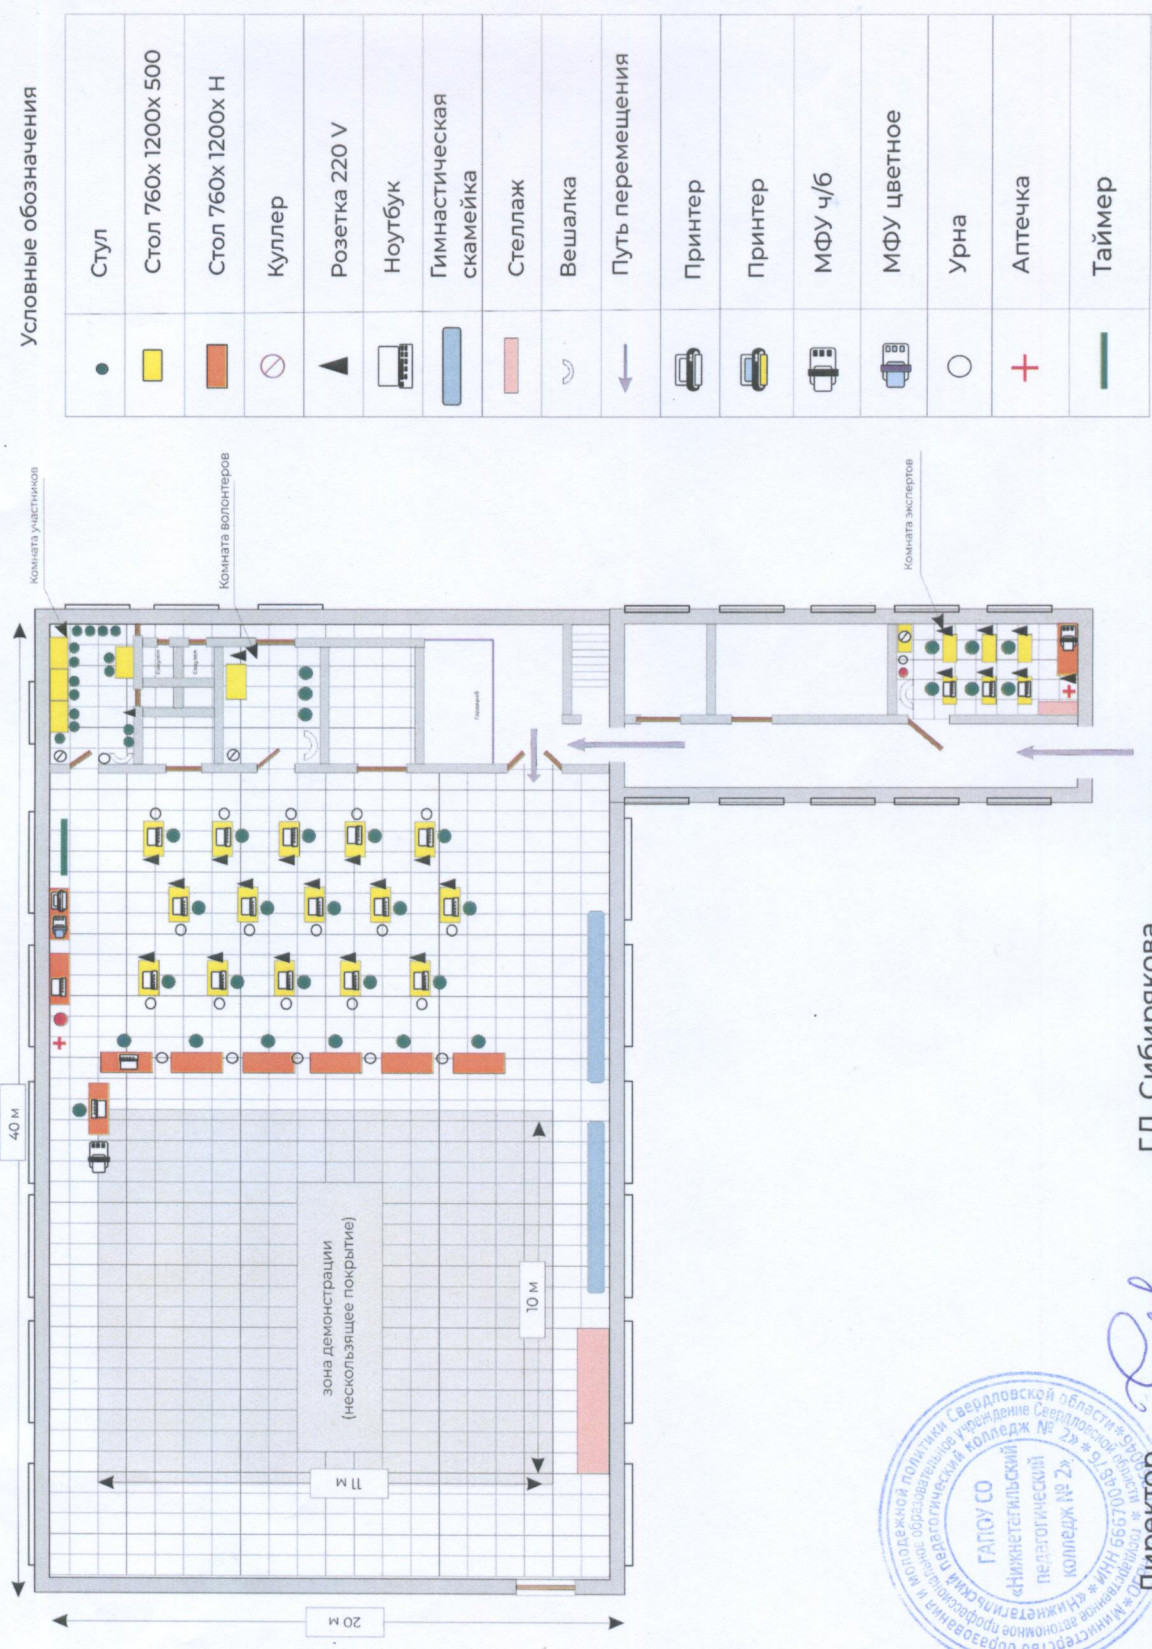 Условные обозначения
Стул
Стол 760х 1200х 500
Стол 760х 1200х Н
Куллер
Розетка 220 V
Ноутбук
Гимнастическая
скамейка
Стеллаж
Вешалка
Путь перемещения
Принтер
Принтер
МФУ ч/б
МФУ цветное
Урна
Аптечка
Таймер
40 м
20 м
Комната участников
Комната волонтеров
Комната экспертов
зона демонстрации
(нескользящее покрытие)
11 м
10 м
Директор
Г.П. Сибирякова
ГАПОУ СО
«Нижнетагильский
педагогический
колледж № 2»